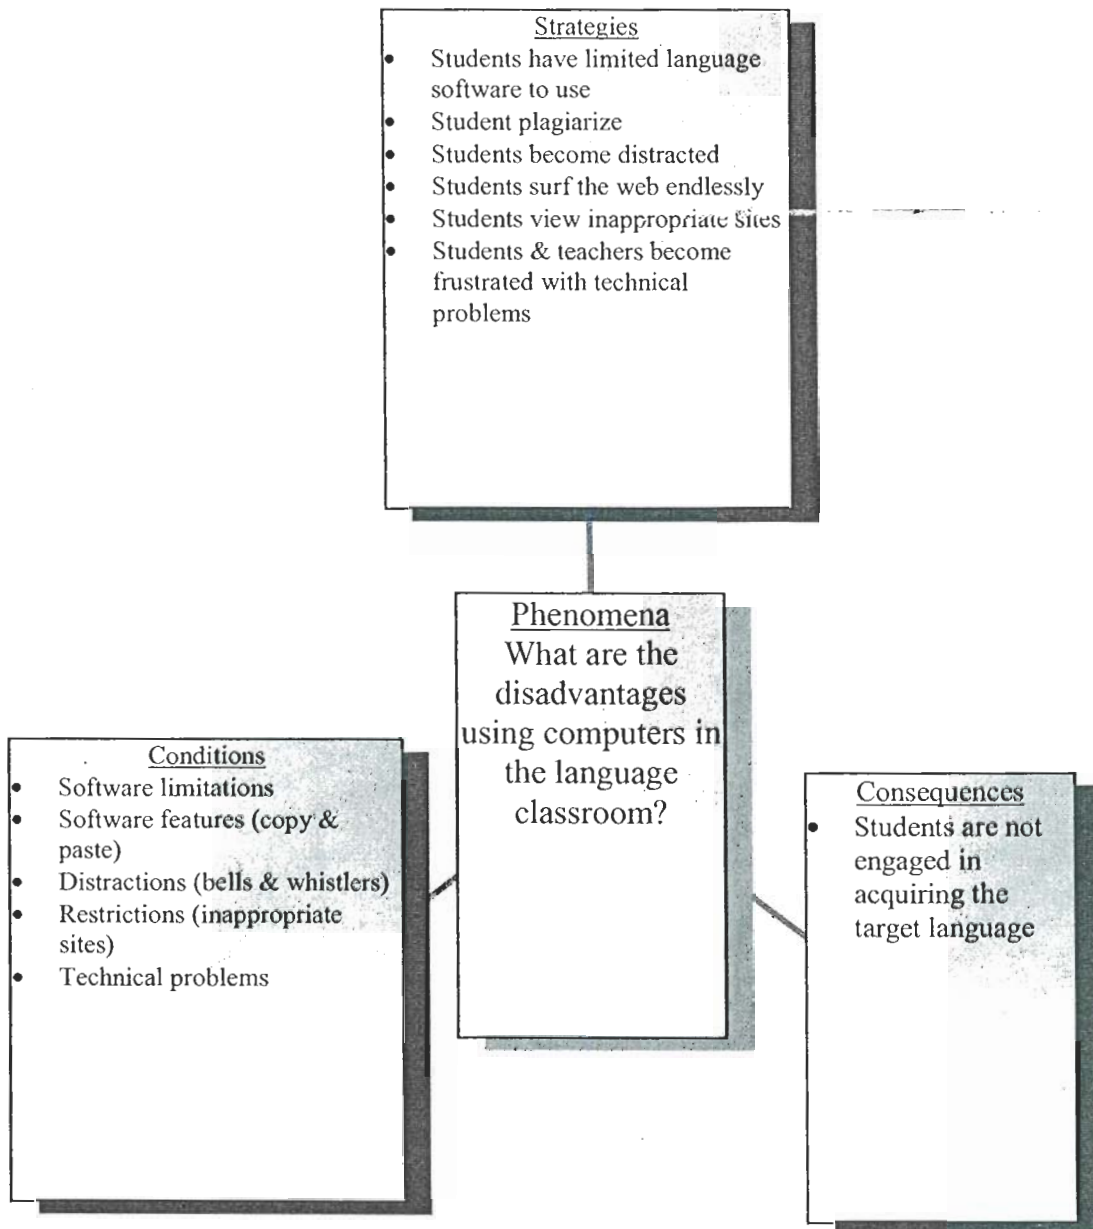 Strategies
• Students have limited language
software to use
• Student plagiarize
• Students become distracted
• Students surf the web endlessly
• Students view inappropriate sites
• Students & teachers become
frustrated with technical
problems
Phenomena
What are the
disadvantages
using computers in
the language
classroom?
Conditions
• Software limitations
• Software features (copy &
paste)
• Distractions (bells & whistlers)
• Restrictions (inappropriate
sites)
• Technical problems
Consequences
• Students are not
engaged in
acquiring the
target language